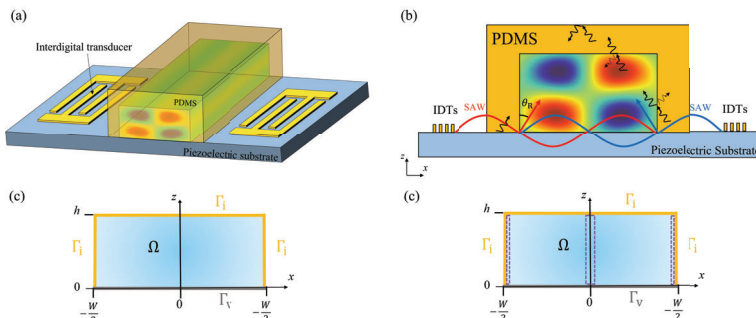 (a)
Interdigital transducer
PDMS
Piezoelectric substrate
(b)
PDMS
θR
IDTs
SAW
SAW
IDTs
Piezoelectric Substrate
z
x
(c)
z
h
Γi
Γi
Ω
Γi
x
0
Γv
-W/2
0
W/2
(c)
z
h
Γi
Γi
Ω
Γi
x
0
Γv
-W/2
0
W/2